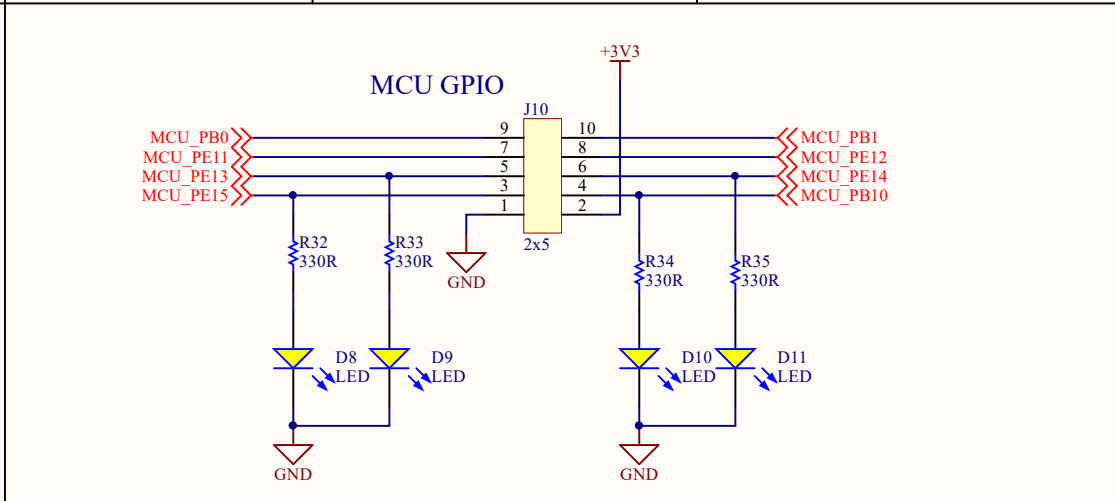 +3V3
MCU GPIO
J10
MCU_PB0 9 10 MCU_PB1
MCU_PE11 7 8 MCU_PE12
MCU_PE13 5 6 MCU_PE14
MCU_PE15 3 4 MCU_PB10
1 2
2x5
R32 R33 R34 R35
330R 330R 330R 330R
GND
D8 D9 D10 D11
LED LED LED LED
GND GND